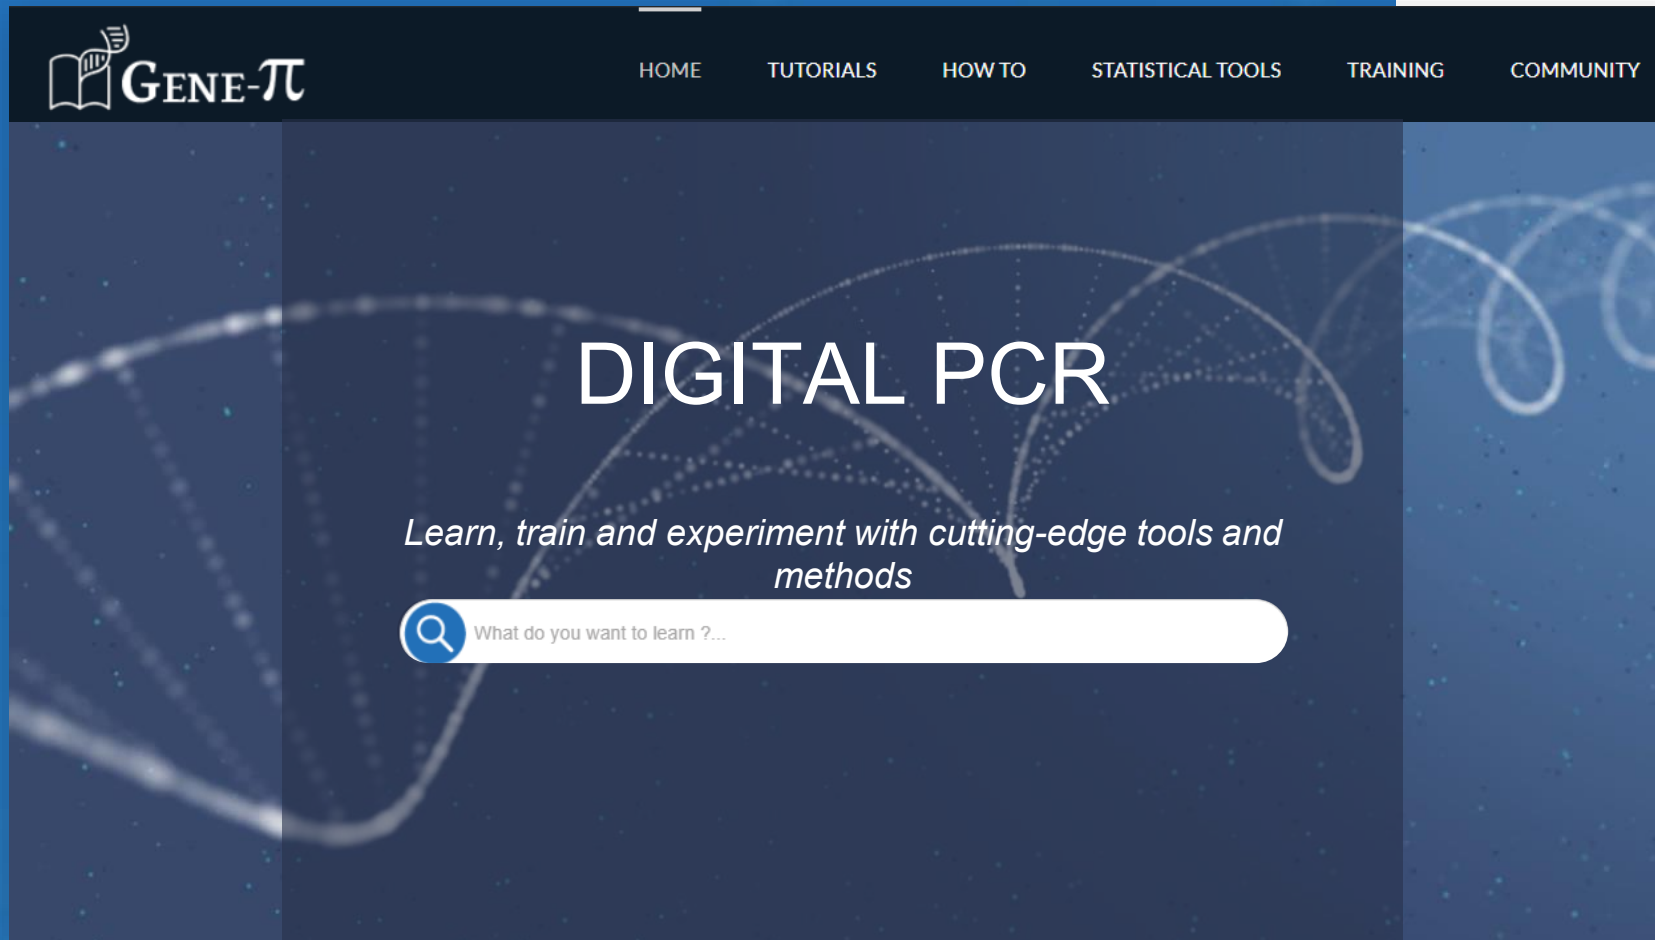 GENE-π
HOME TUTORIALS HOW TO STATISTICAL TOOLS TRAINING COMMUNITY
DIGITAL PCR
Learn, train and experiment with cutting-edge tools and
methods
What do you want to learn ?...